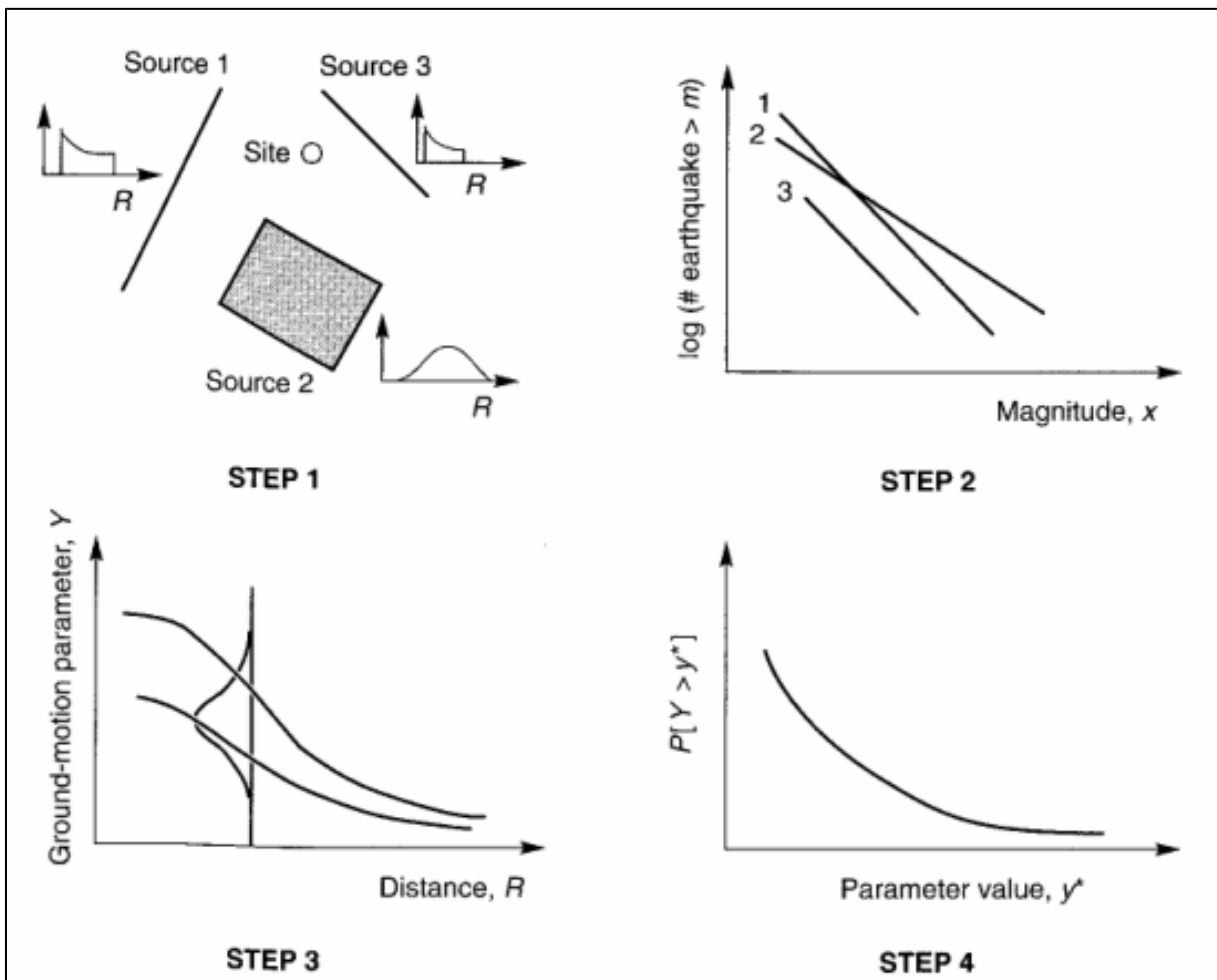 Source 1
Source 3
Site
R
R
Source 2
R
STEP 1
log (# earthquake > m)
1
2
3
Magnitude, x
STEP 2
Ground-motion parameter, Y
Distance, R
STEP 3
P[Y > y*]
Parameter value, y*
STEP 4